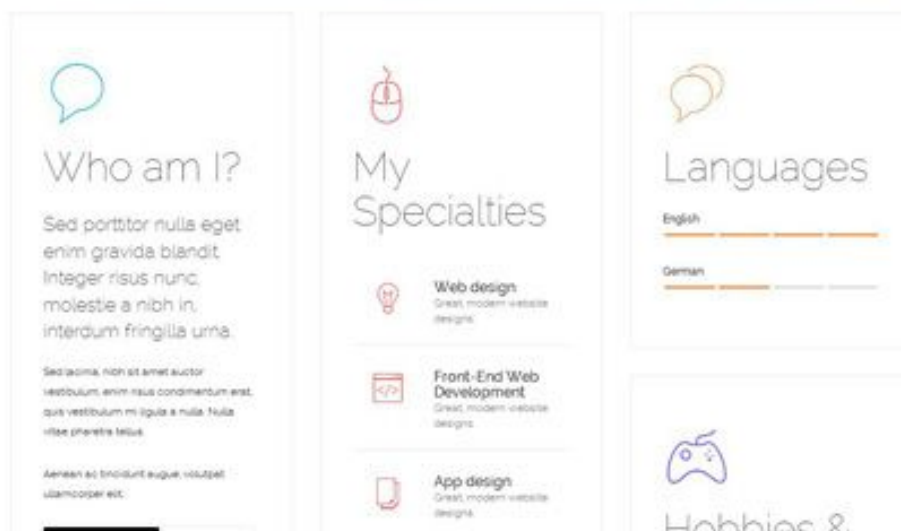 Who am I?
Sed porttitor nulla eget
enim gravida blandit.
Integer risus nunc,
molestie a nibh in,
interdum fringilla urna.
Sed lacinia, nibh sit amet auctor
vestibulum, enim risus condimentum erat,
quis vestibulum mi ligula a nulla. Nulla
vitae pharetra tellus.
Aenean ac tincidunt augue, volutpat
ullamcorper elit.
My
Specialties
Web design
Great, modern website
designs
Front-End Web
Development
Great, modern website
designs
App design
Great, modern website
designs
Languages
English
German
Hobbies &